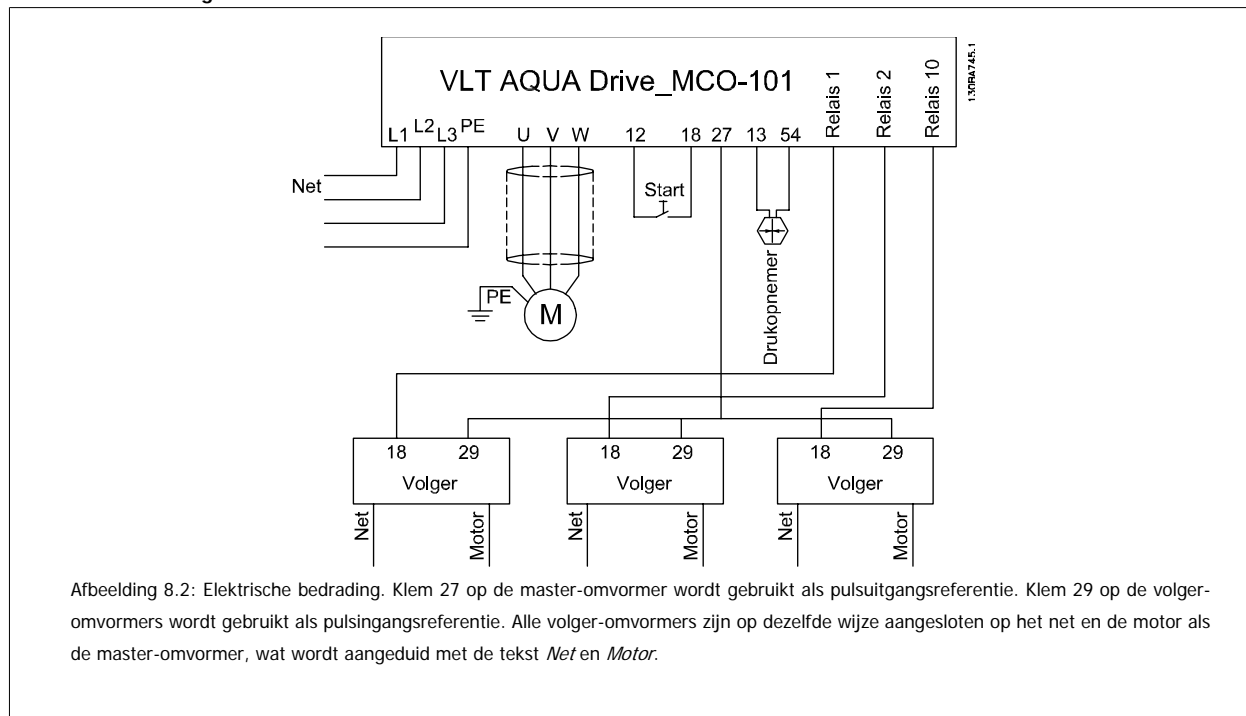 130BA745.1
VLT AQUA Drive_MCO-101
Relais 1
Relais 2
Relais 10
L1 L2 L3 PE U V W 12 18 27 13 54
Net
Start
PE
M
Drukopnemer
18 29 18 29 18 29
Volger Volger Volger
Net Motor Net Motor Net Motor
Afbeelding 8.2: Elektrische bedrading. Klem 27 op de master-omvormer wordt gebruikt als pulsuitgangsreferentie. Klem 29 op de volger-
omvormers wordt gebruikt als pulsingangsreferentie. Alle volger-omvormers zijn op dezelfde wijze aangesloten op het net en de motor als
de master-omvormer, wat wordt aangeduid met de tekst Net en Motor.